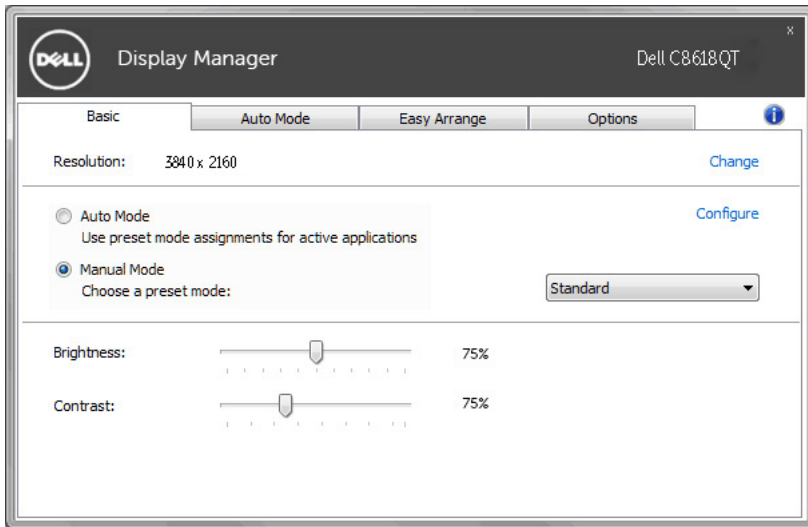 DELL Display Manager Dell C8618QT x
Basic Auto Mode Easy Arrange Options i
Resolution: 3840 x 2160 Change
Auto Mode Configure
Use preset mode assignments for active applications
Manual Mode
Choose a preset mode: Standard
Brightness: 75%
Contrast: 75%